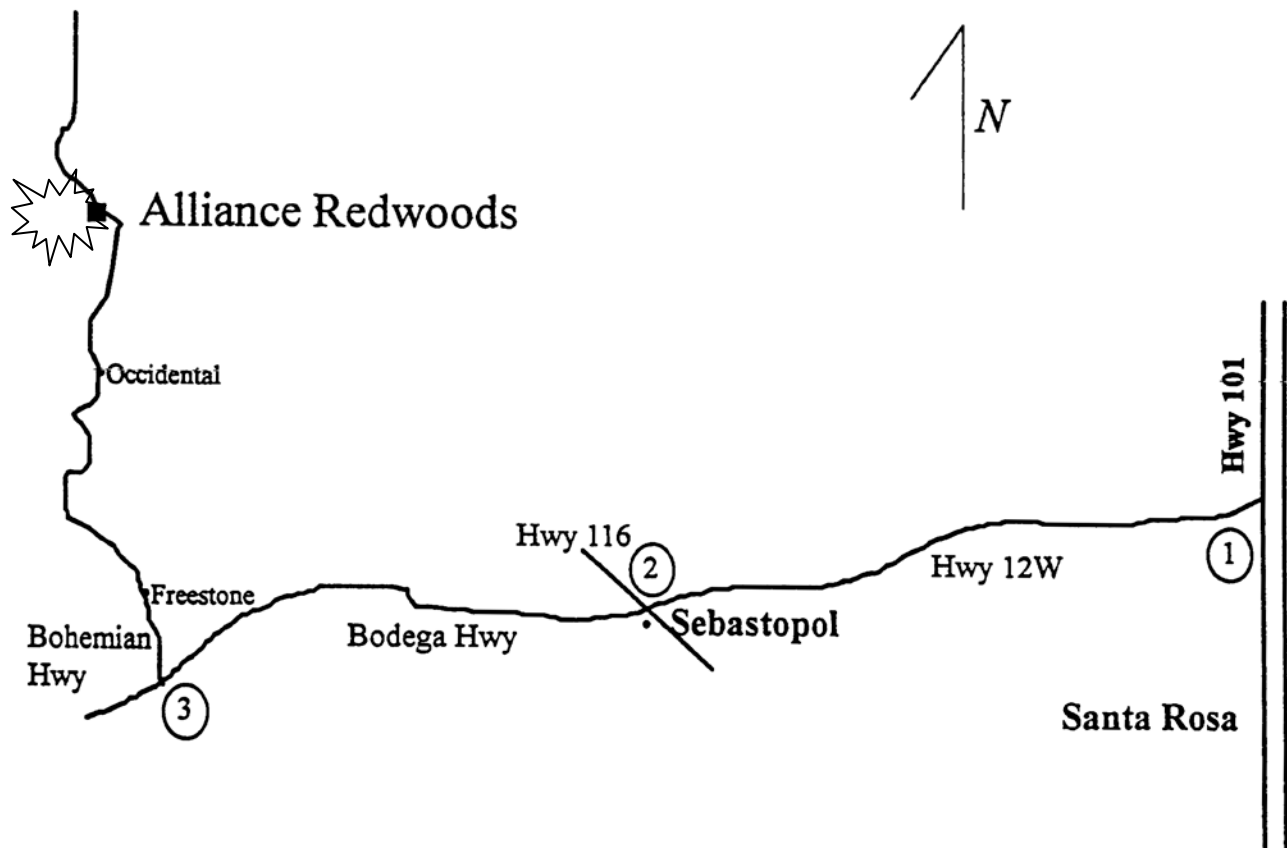 N
Alliance Redwoods
Occidental
Hwy 101
Hwy 116
2
Hwy 12W
1
Freestone
Sebastopol
Bodega Hwy
Bohemian
Hwy
3
Santa Rosa